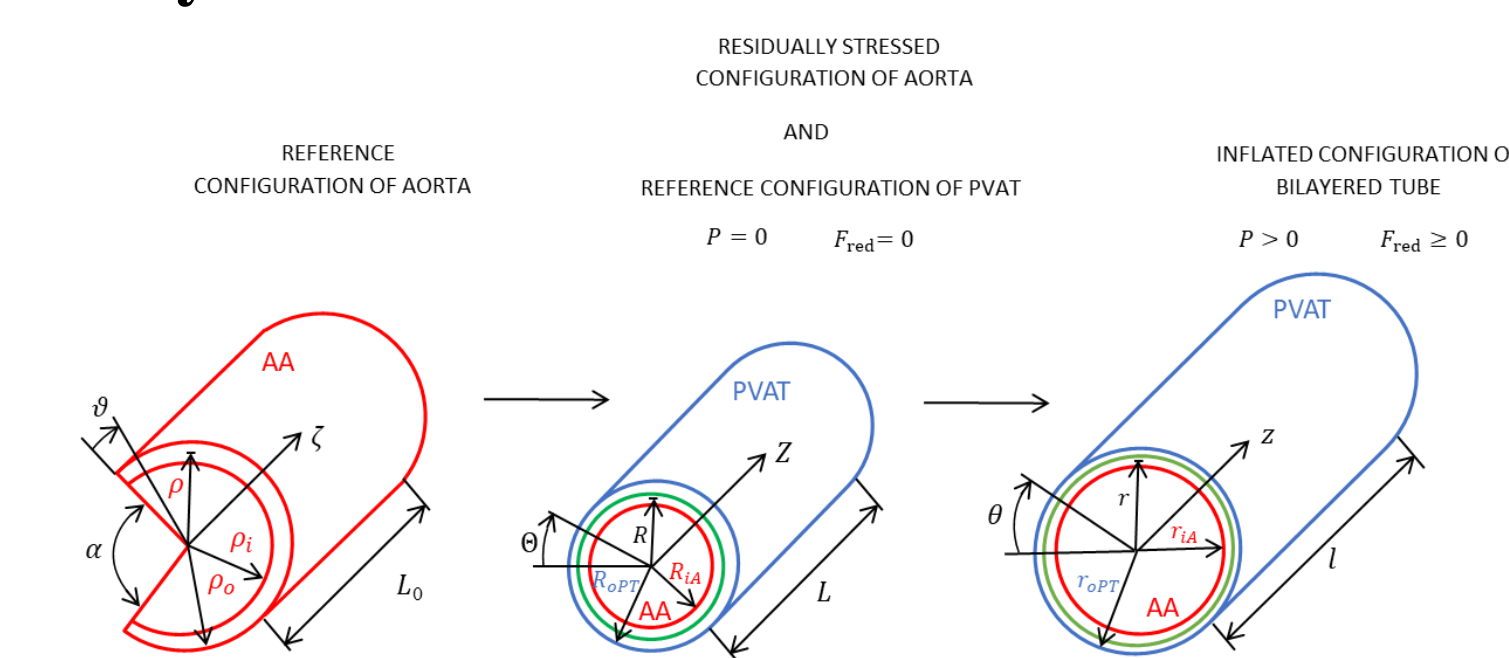 RESIDUALLY STRESSED
CONFIGURATION OF AORTA
AND
REFERENCE
CONFIGURATION OF AORTA
REFERENCE CONFIGURATION OF PVAT
INFLATED CONFIGURATION O
BILAYERED TUBE
P = 0 F_red = 0
P > 0 F_red ≥ 0
AA
ϑ
ζ
ρ
α
ρ_i
ρ_o
L_0
PVAT
Z
Θ
R
R_oPT
R_iA
AA
L
PVAT
z
θ
r
r_iA
r_oPT
AA
l